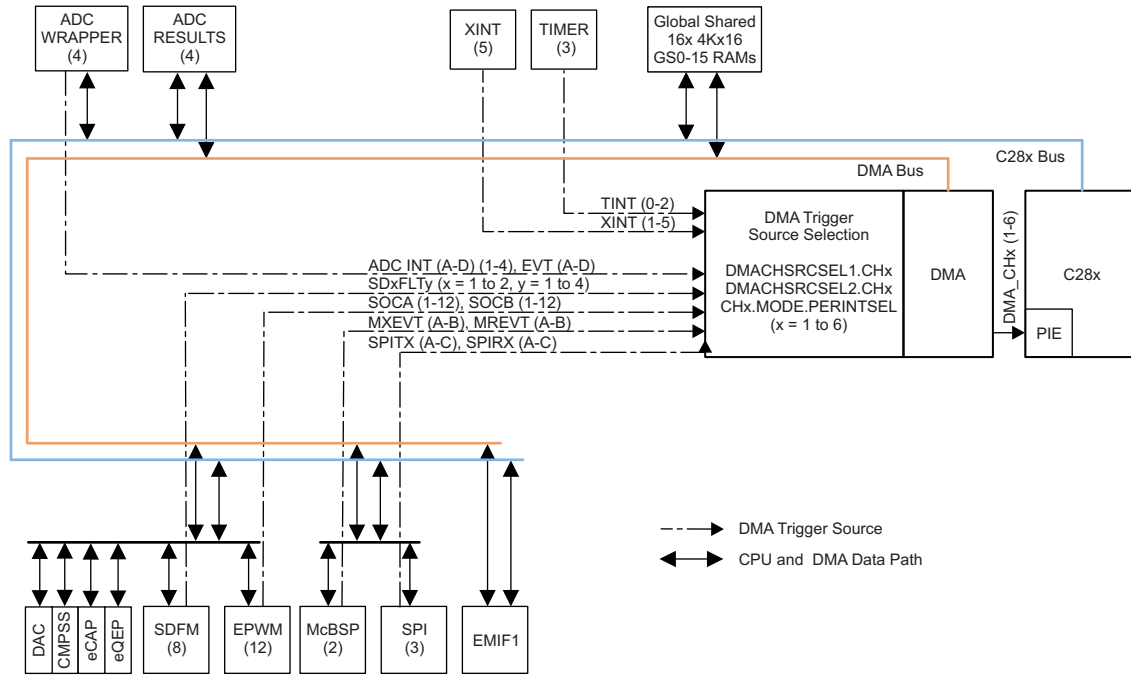 ADC
WRAPPER
(4)
ADC
RESULTS
(4)
XINT
(5)
TIMER
(3)
Global Shared
16x 4Kx16
GS0-15 RAMs
C28x Bus
DMA Bus
TINT (0-2)
XINT (1-5)
ADC INT (A-D) (1-4), EVT (A-D)
SDxFLTy (x = 1 to 2, y = 1 to 4)
SOCA (1-12), SOCB (1-12)
MXEVT (A-B), MREVT (A-B)
SPITX (A-C), SPIRX (A-C)
DMA Trigger
Source Selection
DMACHSRCSEL1.CHx
DMACHSRCSEL2.CHx
CHx.MODE.PERINTSEL
(x = 1 to 6)
DMA
DMA_CHx (1-6)
C28x
PIE
DMA Trigger Source
CPU and DMA Data Path
DAC
CMPSS
eCAP
eQEP
SDFM
(8)
EPWM
(12)
McBSP
(2)
SPI
(3)
EMIF1